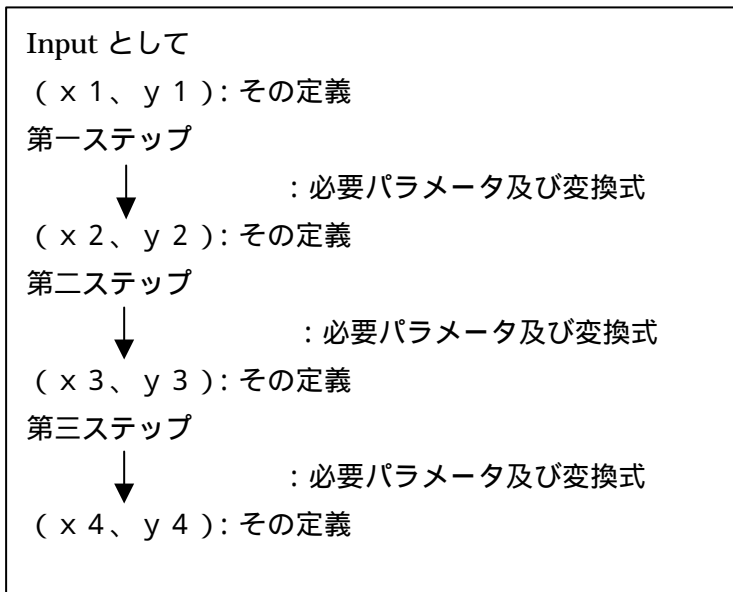 Input として
（ｘ１、ｙ１）：その定義
第一ステップ
：必要パラメータ及び変換式
（ｘ２、ｙ２）：その定義
第二ステップ
：必要パラメータ及び変換式
（ｘ３、ｙ３）：その定義
第三ステップ
：必要パラメータ及び変換式
（ｘ４、ｙ４）：その定義